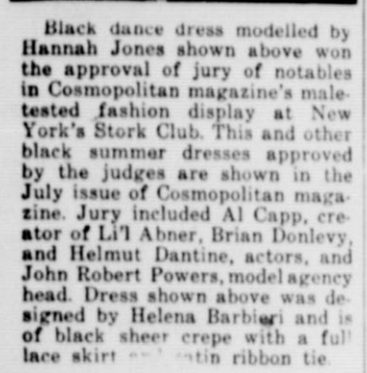 Black dance dress modelled by
Hannah Jones shown above won
the approval of jury of notables
in Cosmopolitan magazine's male-
tested fashion display at New
York's Stork Club. This and other
black summer dresses approved
by the judges are shown in the
July issue of Cosmopolitan maga-
zine. Jury included Al Capp, cre-
ator of Li'l Abner, Brian Donlevy,
and Helmut Dantine, actors, and
John Robert Powers, model agency
head. Dress shown above was de-
signed by Helena Barbieri and is
of black sheer crepe with a full
lace skirt ribbon tie.